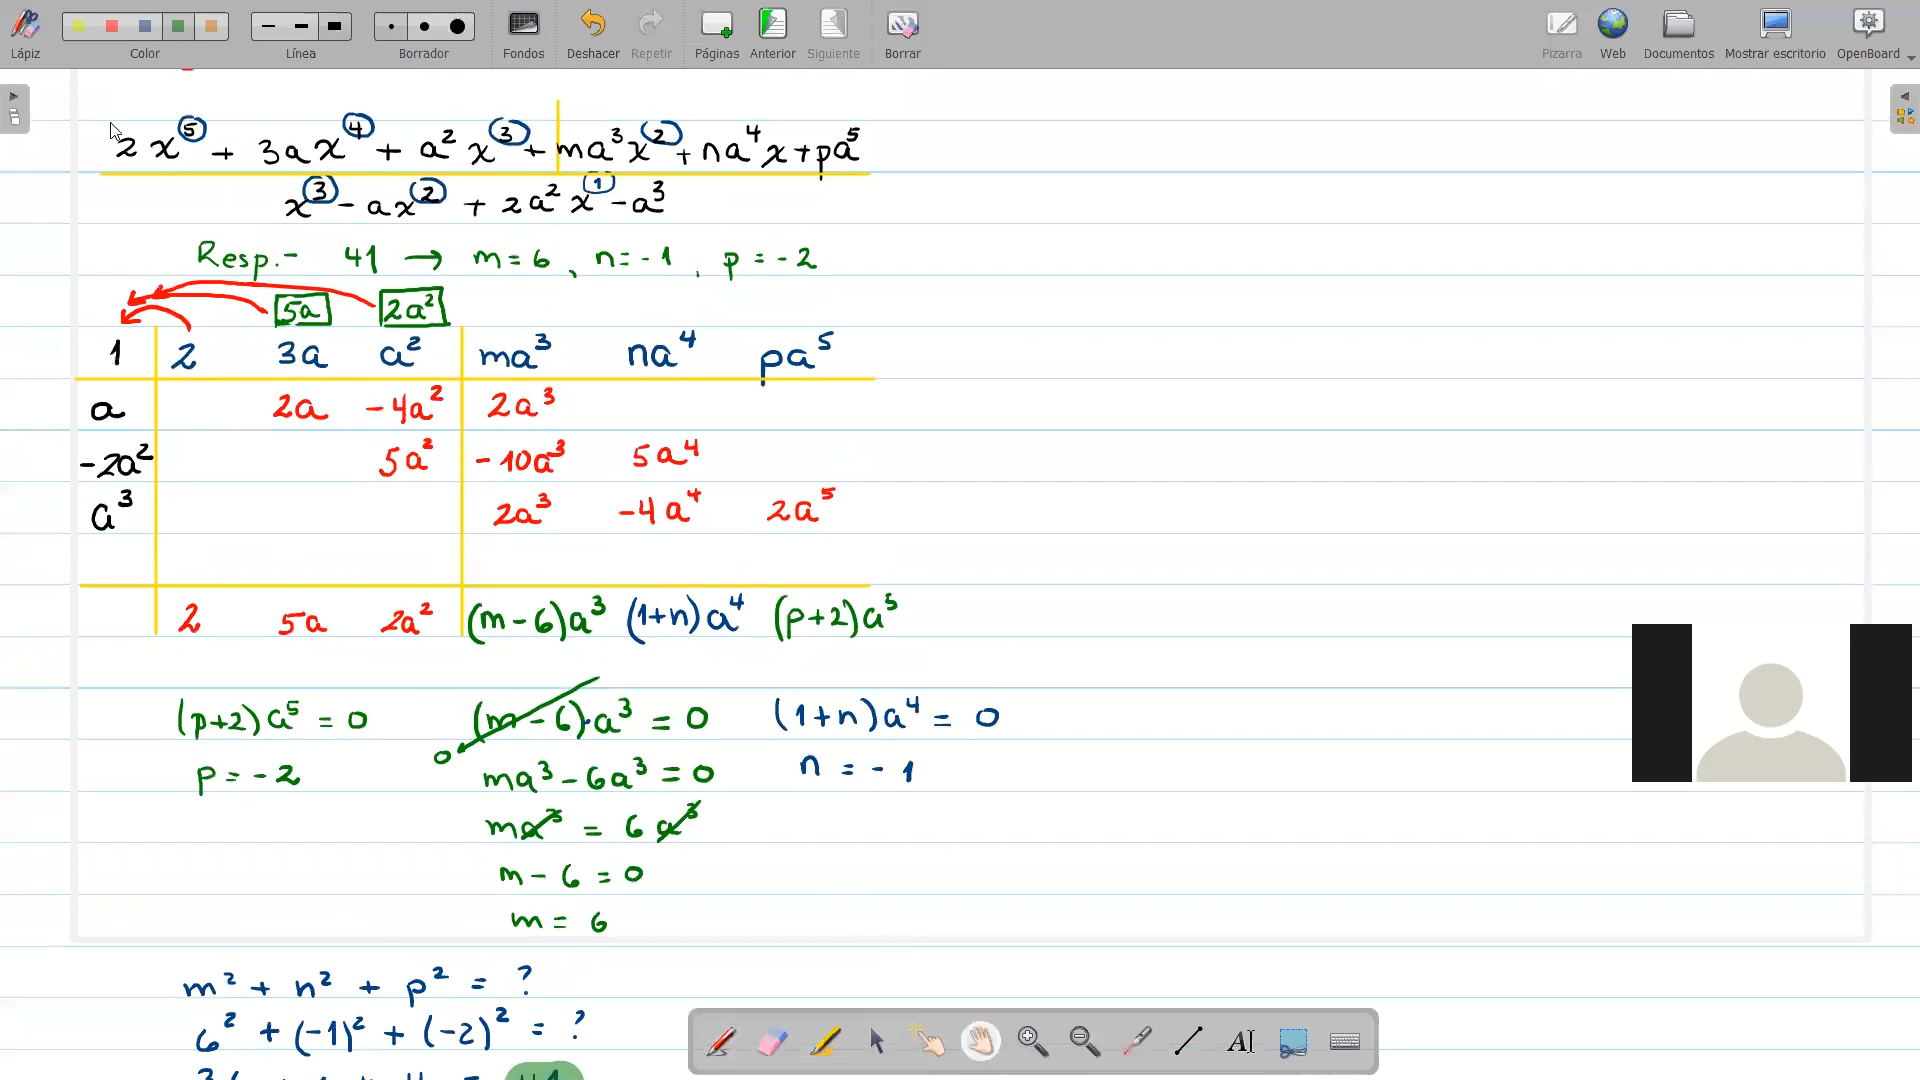 Lápiz Color Línea Borrador Fondos Deshacer Repetir Páginas Anterior Siguiente Borrar Pizarra Web Documentos Mostrar escritorio OpenBoard
2x⁵ + 3ax⁴ + a²x³ + ma³x² + na⁴x + pa⁵
x³ - ax² + 2a²x¹ - a³
Resp.- 41 → m = 6 , n = -1 , p = -2
5a 2a²
1 2 3a a² ma³ na⁴ pa⁵
a 2a -4a² 2a³
-2a² 5a² -10a³ 5a⁴
a³ 2a³ -4a⁴ 2a⁵
2 5a 2a² (m-6)a³ (1+n)a⁴ (p+2)a⁵
(p+2)a⁵ = 0 (m-6)·a³ = 0 (1+n)a⁴ = 0
0
p = -2 ma³ - 6a³ = 0 n = -1
ma³ = 6a³
m - 6 = 0
m = 6
m² + n² + p² = ?
6² + (-1)² + (-2)² = ?